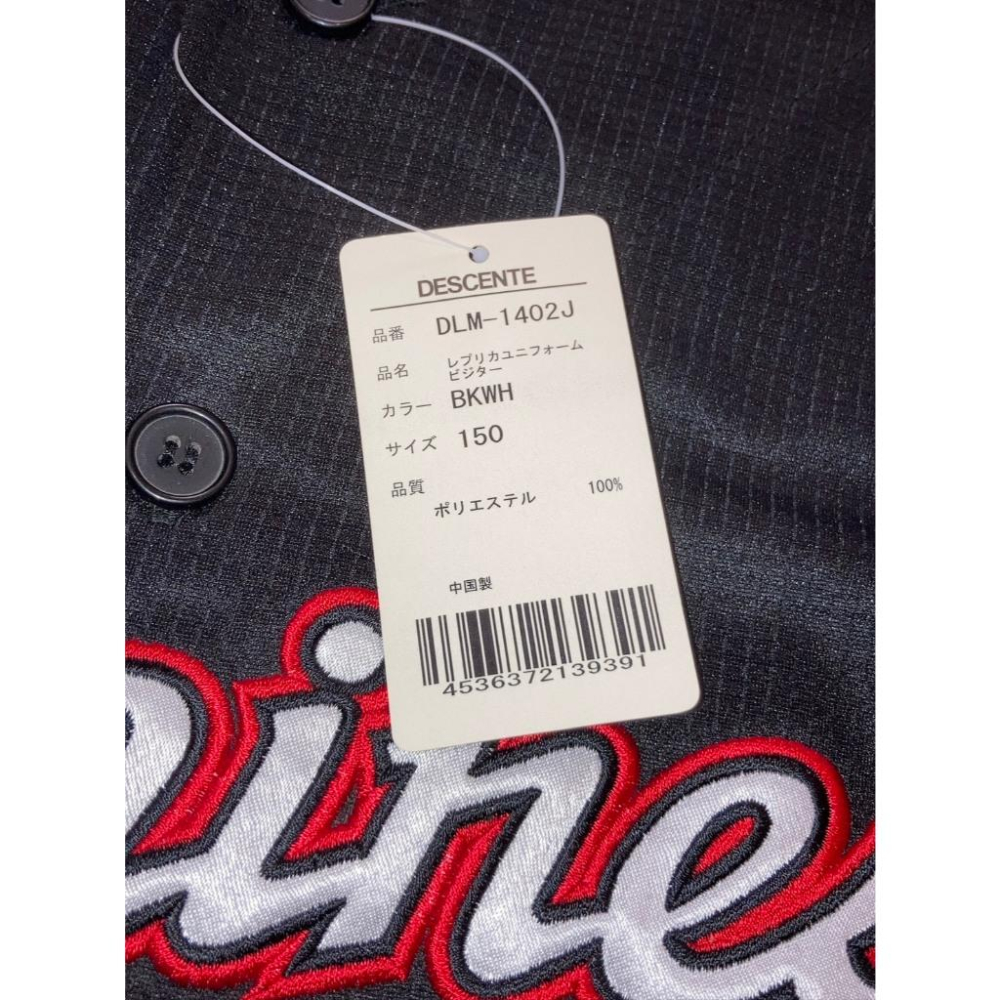 DESCENTE
品番 DLM-1402J
品名 レプリカユニフォーム
ビジター
カラー BKWH
サイズ 150
品質
ポリエステル 100%
中国製
4536372139391
ines